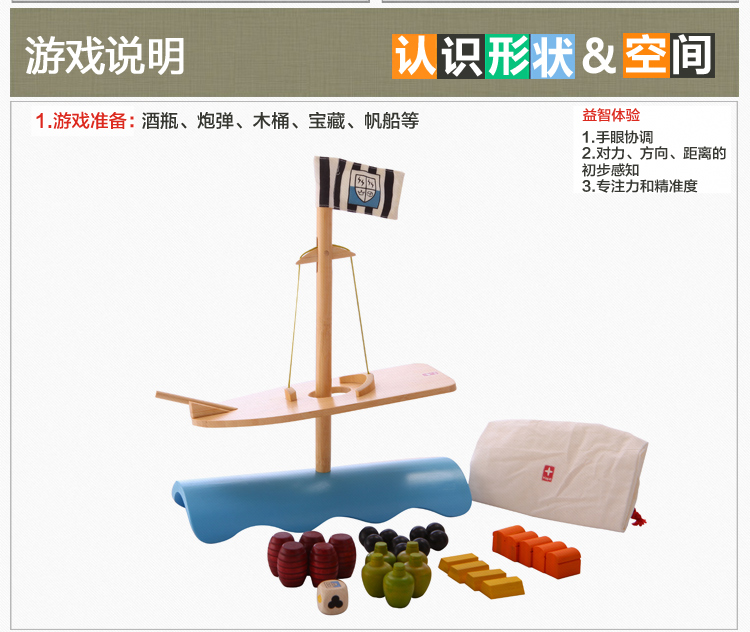 游戏说明
认识形状&空间
1.游戏准备：酒瓶、炮弹、木桶、宝藏、帆船等
益智体验
1.手眼协调
2.对力、方向、距离的
初步感知
3.专注力和精准度